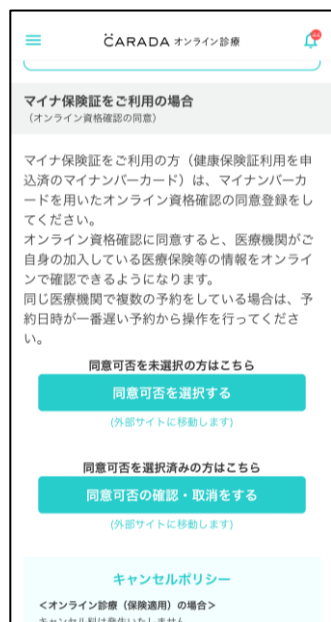 CARADA オンライン診療
マイナ保険証をご利用の場合
（オンライン資格確認の同意）
マイナ保険証をご利用の方（健康保険証利用を申
込済のマイナンバーカード）は、マイナンバーカ
ードを用いたオンライン資格確認の同意登録をし
てください。
オンライン資格確認に同意すると、医療機関がご
自身の加入している医療保険等の情報をオンライ
ンで確認できるようになります。
同じ医療機関で複数の予約をしている場合は、予
約日時が一番遅い予約から操作を行ってくださ
い。
同意可否を未選択の方はこちら
同意可否を選択する
(外部サイトに移動します)
同意可否を選択済みの方はこちら
同意可否の確認・取消をする
(外部サイトに移動します)
キャンセルポリシー
＜オンライン診療（保険適用）の場合＞
キャンセル料は発生いたしません